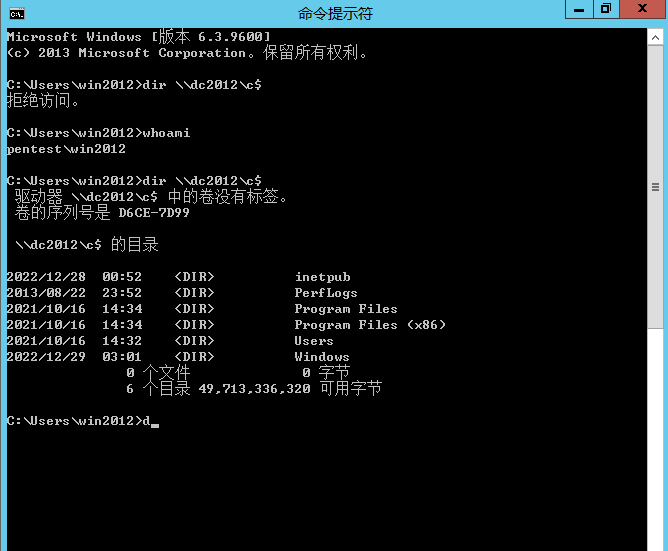 命令提示符
Microsoft Windows [版本 6.3.9600]
(c) 2013 Microsoft Corporation。保留所有权利。
C:\Users\win2012>dir \\dc2012\c$
拒绝访问。
C:\Users\win2012>whoami
pentest\win2012
C:\Users\win2012>dir \\dc2012\c$
驱动器 \\dc2012\c$ 中的卷没有标签。
卷的序列号是 D6CE-7D99
\\dc2012\c$ 的目录
2022/12/28  00:52    <DIR>          inetpub
2013/08/22  23:52    <DIR>          PerfLogs
2021/10/16  14:34    <DIR>          Program Files
2021/10/16  14:34    <DIR>          Program Files (x86)
2021/10/16  14:32    <DIR>          Users
2022/12/29  03:01    <DIR>          Windows
0 个文件              0 字节
6 个目录 49,713,336,320 可用字节
C:\Users\win2012>d